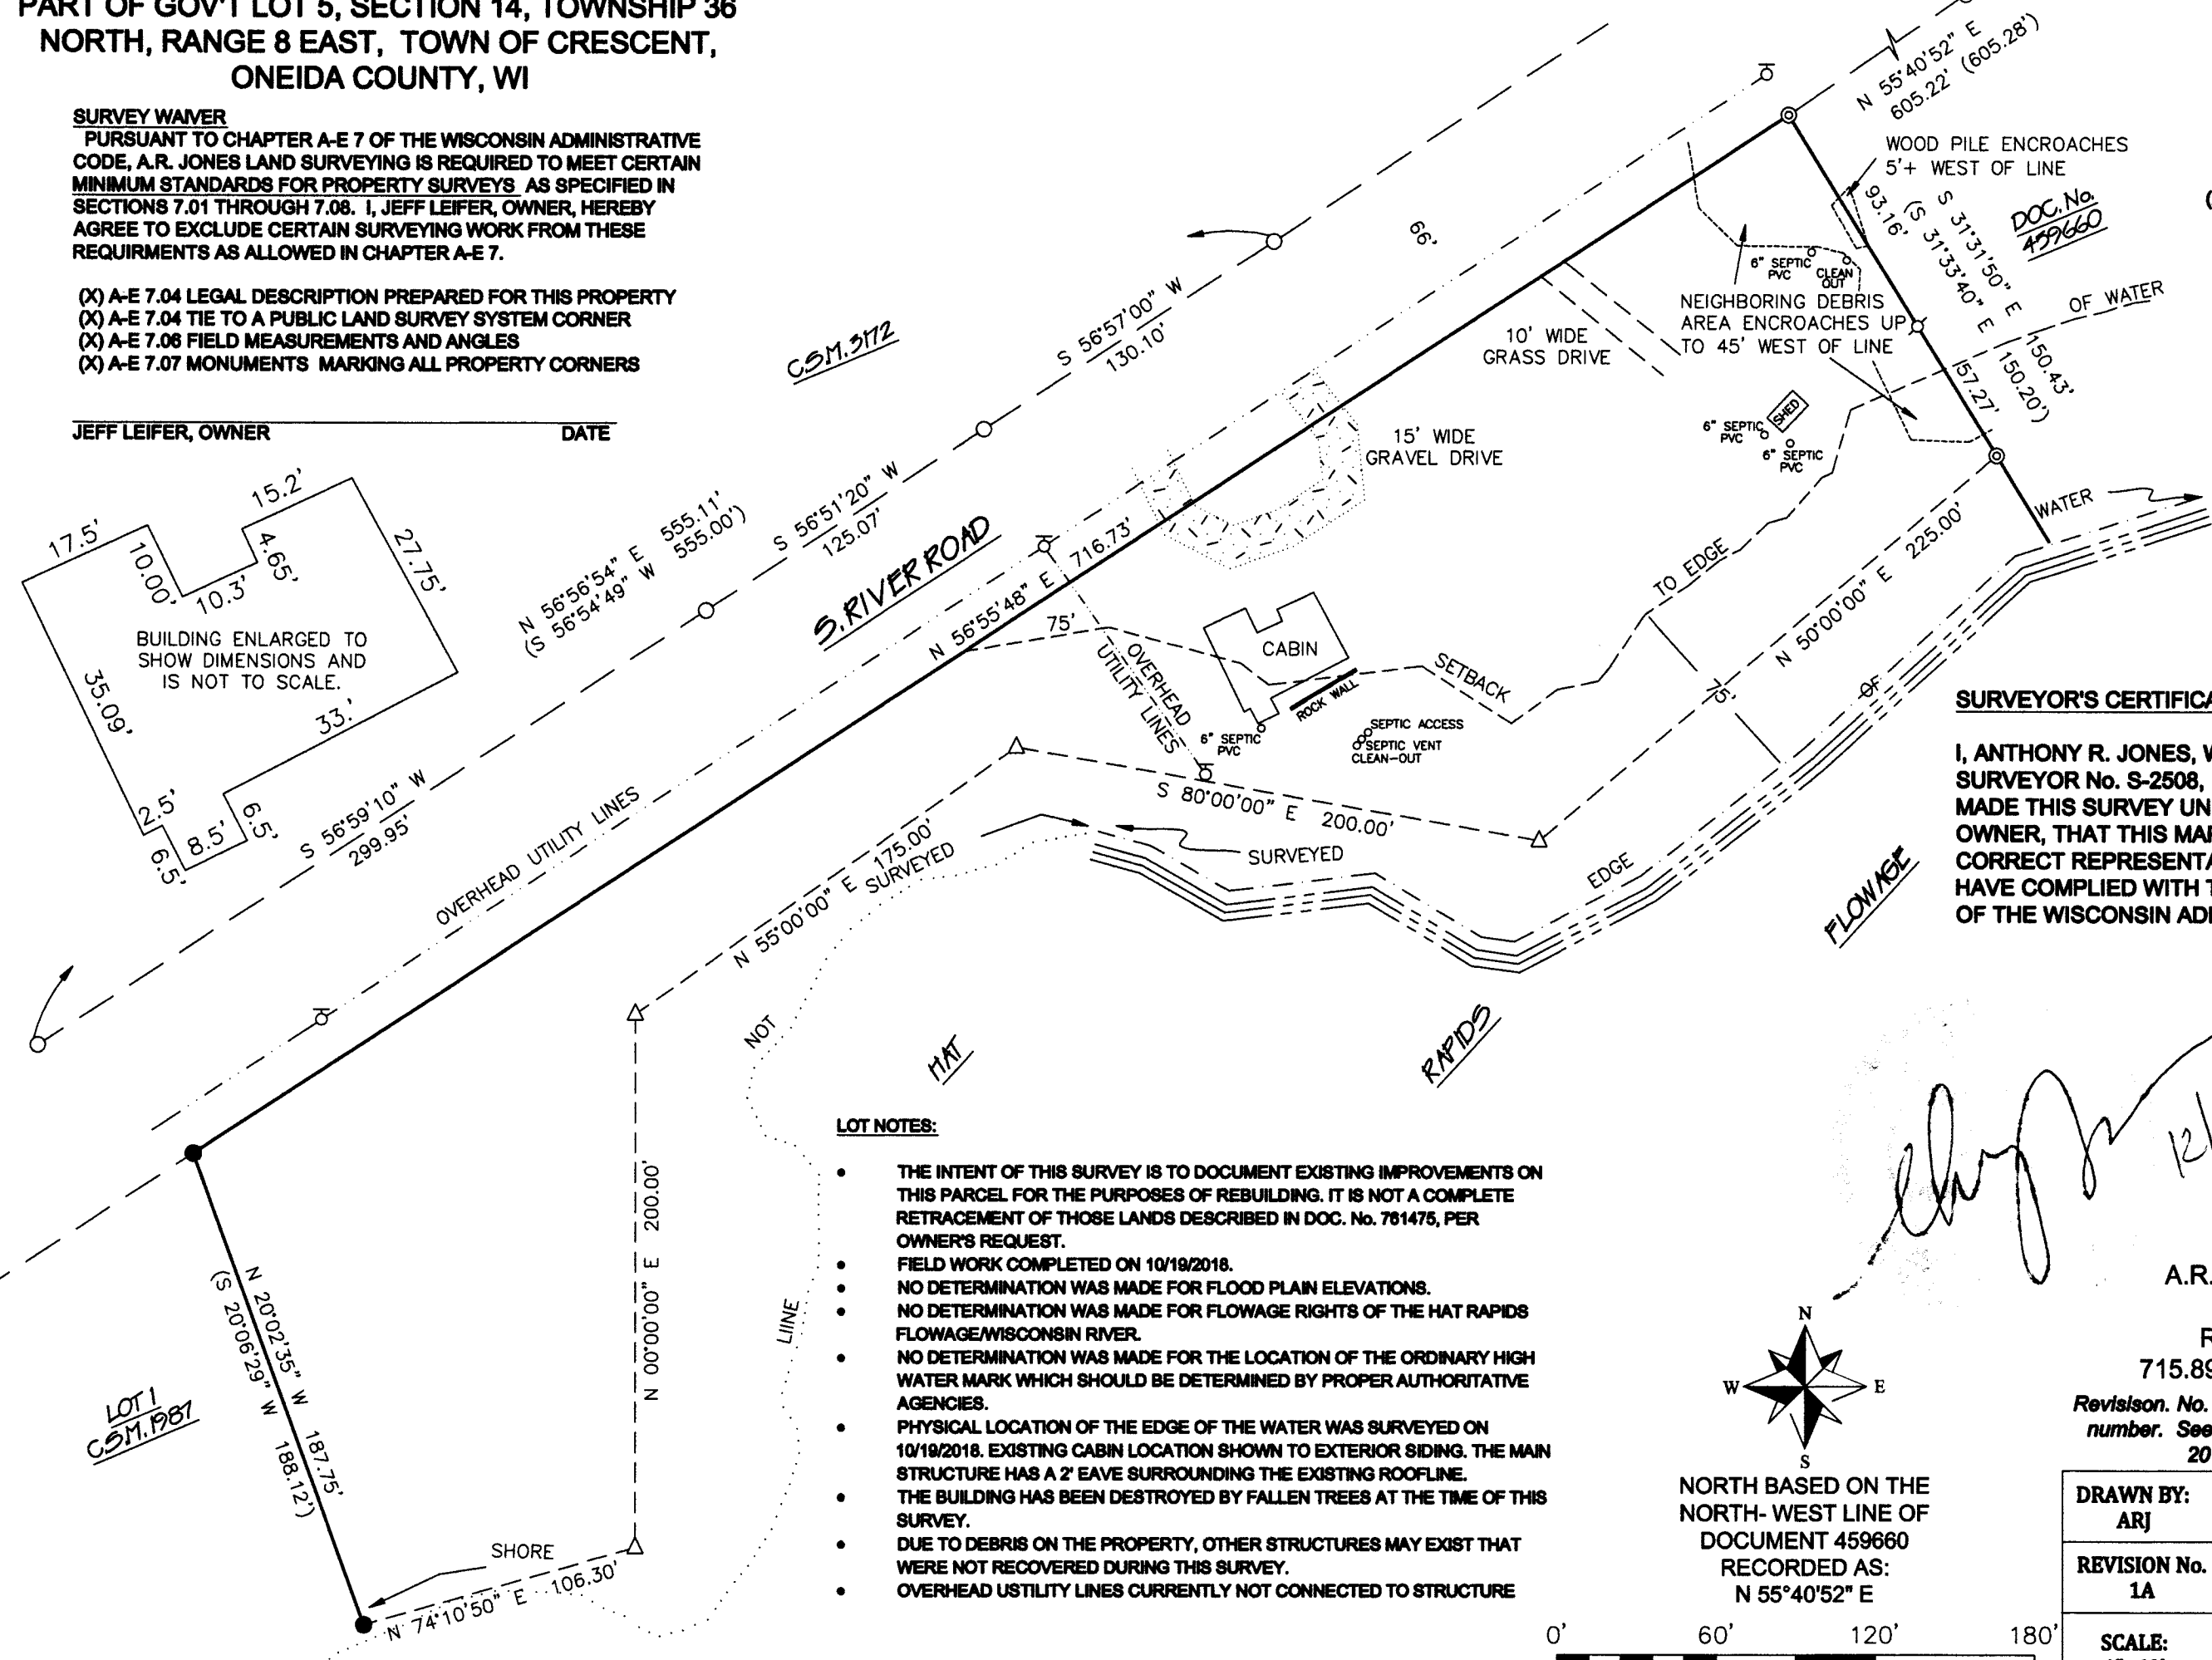 PART OF GOV'T LOT 5, SECTION 14, TOWNSHIP 36
NORTH, RANGE 8 EAST, TOWN OF CRESCENT,
ONEIDA COUNTY, WI
SURVEY WAIVER
PURSUANT TO CHAPTER A-E 7 OF THE WISCONSIN ADMINISTRATIVE
CODE, A.R. JONES LAND SURVEYING IS REQUIRED TO MEET CERTAIN
MINIMUM STANDARDS FOR PROPERTY SURVEYS AS SPECIFIED IN
SECTIONS 7.01 THROUGH 7.08. I, JEFF LEIFER, OWNER, HEREBY
AGREE TO EXCLUDE CERTAIN SURVEYING WORK FROM THESE
REQUIRMENTS AS ALLOWED IN CHAPTER A-E 7.
(X) A-E 7.04 LEGAL DESCRIPTION PREPARED FOR THIS PROPERTY
(X) A-E 7.04 TIE TO A PUBLIC LAND SURVEY SYSTEM CORNER
(X) A-E 7.06 FIELD MEASUREMENTS AND ANGLES
(X) A-E 7.07 MONUMENTS MARKING ALL PROPERTY CORNERS
JEFF LEIFER, OWNER DATE
17.5'
10.00'
10.3'
15.2'
4.65'
27.75'
BUILDING ENLARGED TO
SHOW DIMENSIONS AND
IS NOT TO SCALE.
35.09'
33.'
2.5'
6.5'
8.5'
6.5'
N 56°56'54" E 555.11'
(S 56°54'49" W 555.00')
C.S.M. 3172
S 56°57'00" W
130.10'
S 56°51'20" W
125.07'
S 56°59'10" W
299.95'
66'
S. RIVER ROAD
OVERHEAD UTILITY LINES
N 56°55'48" E 716.73'
N 55°40'52" E
605.22' (605.28')
WOOD PILE ENCROACHES
5'+ WEST OF LINE
93.16'
S 31°31'50" E 150.43'
(S 31°33'40" E 150.20')
57.27'
DOC. No.
459660
6" SEPTIC
PVC
CLEAN
OUT
NEIGHBORING DEBRIS
AREA ENCROACHES UP
TO 45' WEST OF LINE
10' WIDE
GRASS DRIVE
15' WIDE
GRAVEL DRIVE
SHED
6" SEPTIC
PVC
6" SEPTIC
PVC
75'
SETBACK
TO EDGE
OF WATER
OVERHEAD
UTILITY LINES
CABIN
ROCK WALL
6" SEPTIC
PVC
SEPTIC ACCESS
SEPTIC VENT
CLEAN-OUT
N 50°00'00" E 225.00'
75'
S 80°00'00" E 200.00'
N 55°00'00" E 175.00'
SURVEYED
EDGE
OF
WATER
NOT
SURVEYED
SHORE
LIINE
HAT
RAPIDS
FLOWAGE
N 00°00'00" E 200.00'
N 74°10'50" E 106.30'
N 20°02'35" W 187.75'
(S 20°06'29" W 188.12')
LOT 1
C.S.M. 1987
SURVEYOR'S CERTIFICA
I, ANTHONY R. JONES, W
SURVEYOR No. S-2508,
MADE THIS SURVEY UN
OWNER, THAT THIS MA
CORRECT REPRESENTA
HAVE COMPLIED WITH T
OF THE WISCONSIN AD
12/
A.R.
R
715.89
Revisison. No.
number. See
20
LOT NOTES:
• THE INTENT OF THIS SURVEY IS TO DOCUMENT EXISTING IMPROVEMENTS ON
THIS PARCEL FOR THE PURPOSES OF REBUILDING. IT IS NOT A COMPLETE
RETRACEMENT OF THOSE LANDS DESCRIBED IN DOC. No. 761475, PER
OWNER'S REQUEST.
• FIELD WORK COMPLETED ON 10/19/2018.
• NO DETERMINATION WAS MADE FOR FLOOD PLAIN ELEVATIONS.
• NO DETERMINATION WAS MADE FOR FLOWAGE RIGHTS OF THE HAT RAPIDS
FLOWAGE/WISCONSIN RIVER.
• NO DETERMINATION WAS MADE FOR THE LOCATION OF THE ORDINARY HIGH
WATER MARK WHICH SHOULD BE DETERMINED BY PROPER AUTHORITATIVE
AGENCIES.
• PHYSICAL LOCATION OF THE EDGE OF THE WATER WAS SURVEYED ON
10/19/2018. EXISTING CABIN LOCATION SHOWN TO EXTERIOR SIDING. THE MAIN
STRUCTURE HAS A 2' EAVE SURROUNDING THE EXISTING ROOFLINE.
• THE BUILDING HAS BEEN DESTROYED BY FALLEN TREES AT THE TIME OF THIS
SURVEY.
• DUE TO DEBRIS ON THE PROPERTY, OTHER STRUCTURES MAY EXIST THAT
WERE NOT RECOVERED DURING THIS SURVEY.
• OVERHEAD USTILITY LINES CURRENTLY NOT CONNECTED TO STRUCTURE
N
W E
S
NORTH BASED ON THE
NORTH- WEST LINE OF
DOCUMENT 459660
RECORDED AS:
N 55°40'52" E
0' 60' 120' 180'
DRAWN BY:
ARJ
REVISION No.
1A
SCALE: